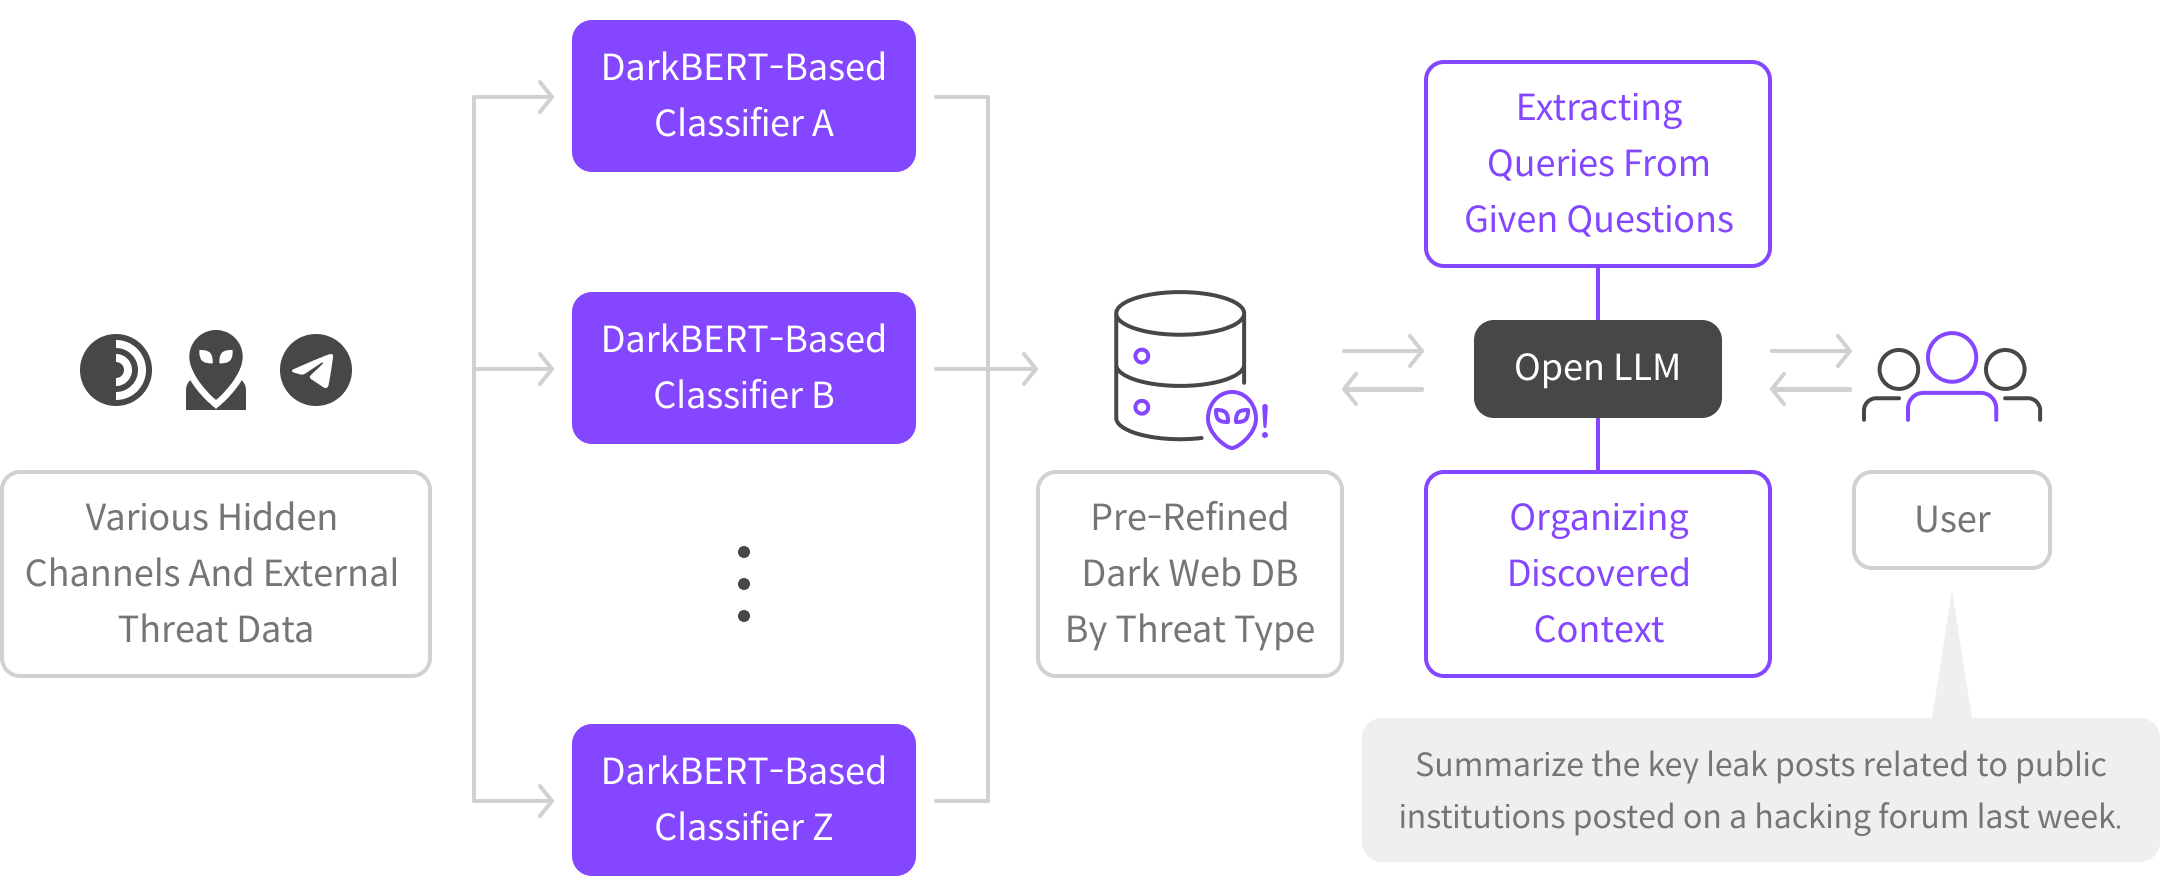 DarkBERT-Based
Classifier A
DarkBERT-Based
Classifier B
DarkBERT-Based
Classifier Z
Various Hidden
Channels And External
Threat Data
Pre-Refined
Dark Web DB
By Threat Type
Extracting
Queries From
Given Questions
Open LLM
Organizing
Discovered
Context
User
Summarize the key leak posts related to public
institutions posted on a hacking forum last week.